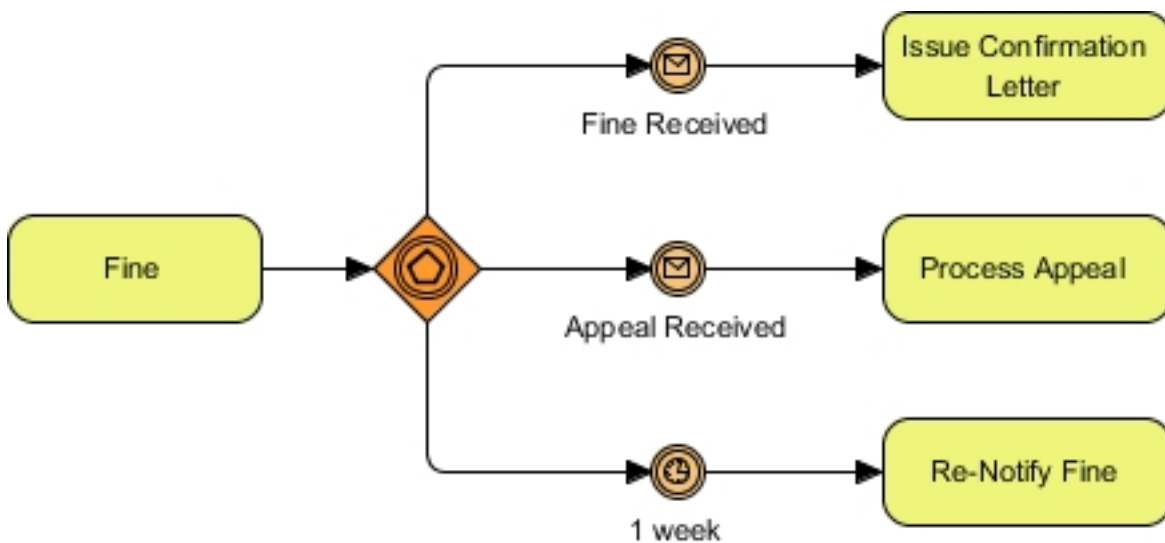 Issue Confirmation
Letter
Fine Received
Fine
Process Appeal
Appeal Received
Re-Notify Fine
1 week